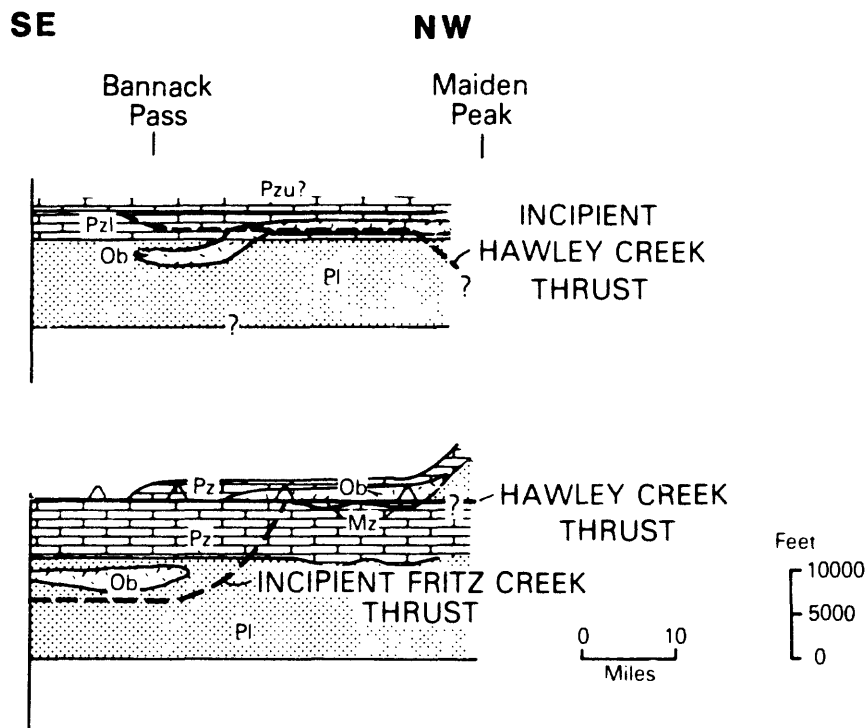 SE
NW
Bannack
Pass
Maiden
Peak
Pzu?
Pzl
Ob
Pl
?
?
INCIPIENT
HAWLEY CREEK
THRUST
Pz
Ob
?
HAWLEY CREEK
THRUST
Mz
Pz
Ob
INCIPIENT FRITZ CREEK
THRUST
Pl
Feet
10000
5000
0
0 10
Miles